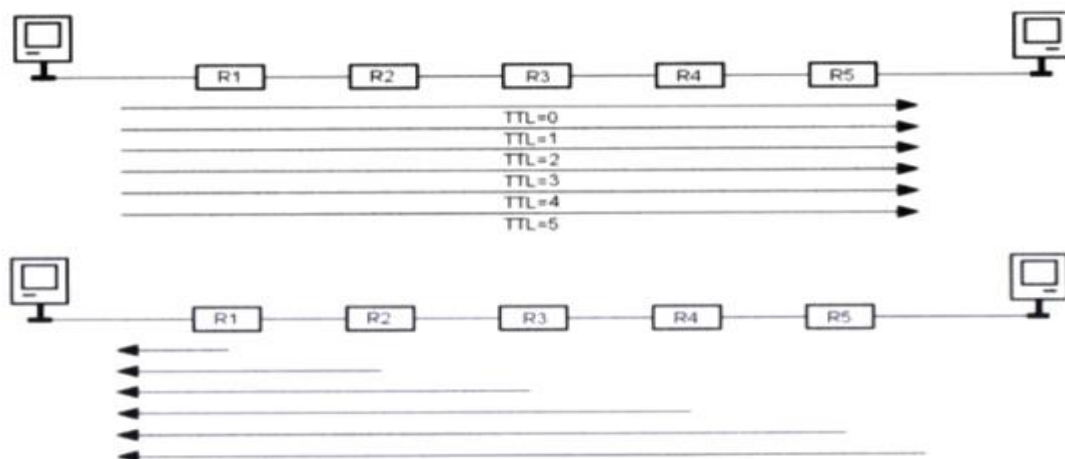 R1 R2 R3 R4 R5
TTL=0
TTL=1
TTL=2
TTL=3
TTL=4
TTL=5
R1 R2 R3 R4 R5